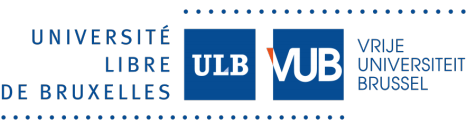 UNIVERSITÉ
LIBRE
DE BRUXELLES
ULB
VUB
VRIJE
UNIVERSITEIT
BRUSSEL